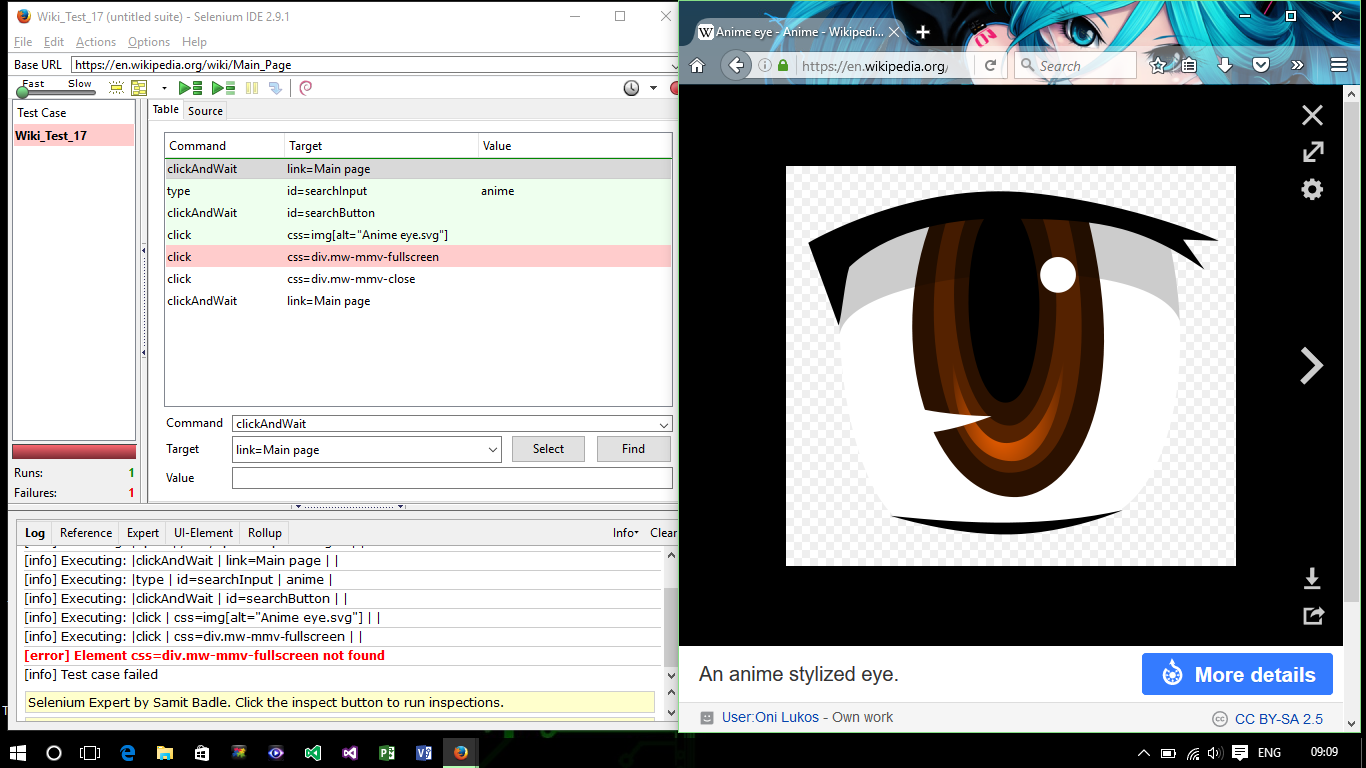 Wiki_Test_17 (untitled suite) - Selenium IDE 2.9.1
File Edit Actions Options Help
Base URL https://en.wikipedia.org/wiki/Main_Page
Fast Slow
Test Case
Wiki_Test_17
Runs: 1
Failures: 1
Table Source
Command Target Value
clickAndWait link=Main page
type id=searchInput anime
clickAndWait id=searchButton
click css=img[alt="Anime eye.svg"]
click css=div.mw-mmv-fullscreen
click css=div.mw-mmv-close
clickAndWait link=Main page
Command clickAndWait
Target link=Main page Select Find
Value
Log Reference Expert UI-Element Rollup Info Clear
[info] Executing: |clickAndWait | link=Main page | |
[info] Executing: |type | id=searchInput | anime |
[info] Executing: |clickAndWait | id=searchButton | |
[info] Executing: |click | css=img[alt="Anime eye.svg"] | |
[info] Executing: |click | css=div.mw-mmv-fullscreen | |
[error] Element css=div.mw-mmv-fullscreen not found
[info] Test case failed
Selenium Expert by Samit Badle. Click the inspect button to run inspections.
W Anime eye - Anime - Wikipedi...
https://en.wikipedia.org/ Search
An anime stylized eye.
More details
User:Oni Lukos - Own work
CC BY-SA 2.5
ENG 09:09